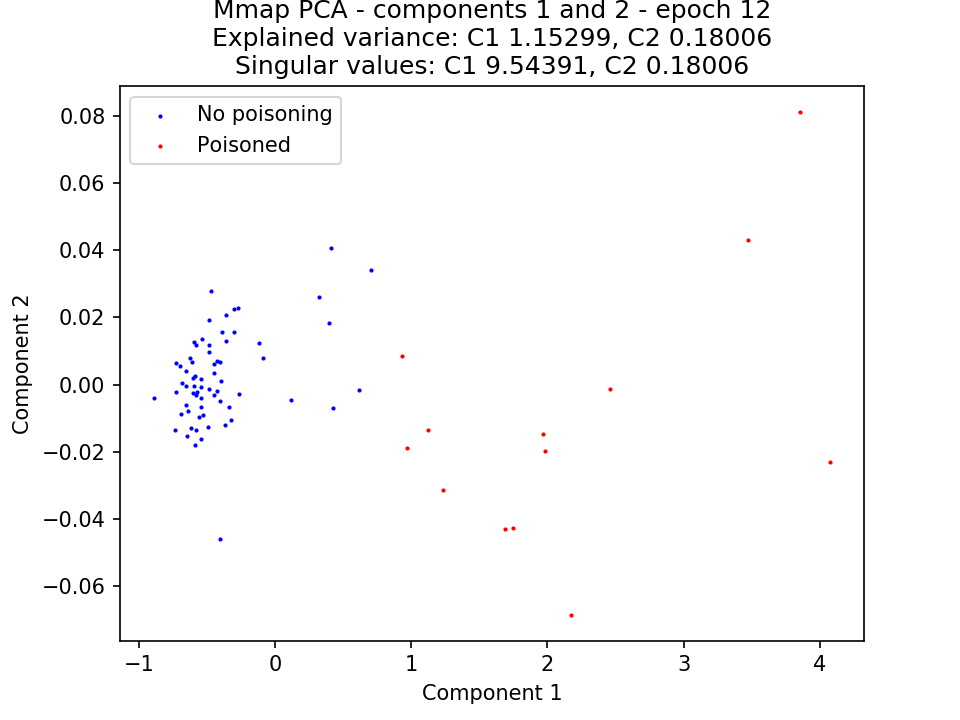 Mmap PCA - components 1 and 2 - epoch 12
Explained variance: C1 1.15299, C2 0.18006
Singular values: C1 9.54391, C2 0.18006
No poisoning
Poisoned
0.08
0.06
0.04
0.02
0.00
−0.02
−0.04
−0.06
Component 2
−1
0
1
2
3
4
Component 1